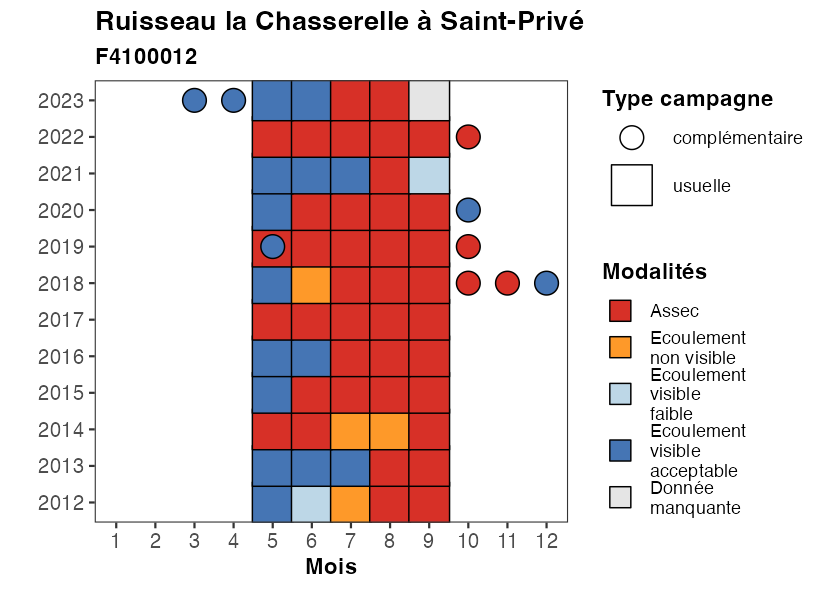 Ruisseau la Chasserelle à Saint-Privé
F4100012
2023
2022
2021
2020
2019
2018
2017
2016
2015
2014
2013
2012
1 2 3 4 5 6 7 8 9 10 11 12
Mois
Type campagne
complémentaire
usuelle
Modalités
Assec
Ecoulement
non visible
Ecoulement
visible
faible
Ecoulement
visible
acceptable
Donnée
manquante